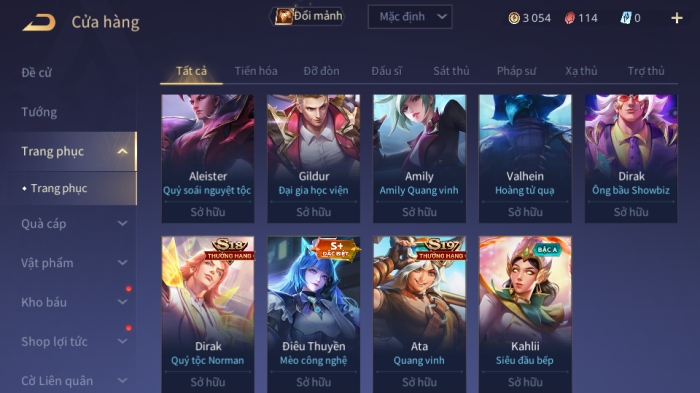 Cửa hàng
Đổi mảnh
Mặc định
3 054
114
0
Đề cử
Tướng
Trang phục
Trang phục
Quà cáp
Vật phẩm
Kho báu
Shop lợi tức
Cờ Liên quân
Tất cả
Tiến hóa
Đỡ đòn
Đấu sĩ
Sát thủ
Pháp sư
Xạ thủ
Trợ thủ
Aleister
Quỷ soái nguyệt tộc
Sở hữu
Gildur
Đại gia học viện
Sở hữu
Amily
Amily Quang vinh
Sở hữu
Valhein
Hoàng tử quạ
Sở hữu
Dirak
Ông bầu Showbiz
Sở hữu
S18
THƯỞNG HẠNG
Dirak
Quý tộc Norman
Sở hữu
S+
ĐẶC BIỆT
Điêu Thuyền
Mèo công nghệ
Sở hữu
S19
THƯỞNG HẠNG
Ata
Quang vinh
Sở hữu
BẬC A
Kahlii
Siêu đầu bếp
Sở hữu